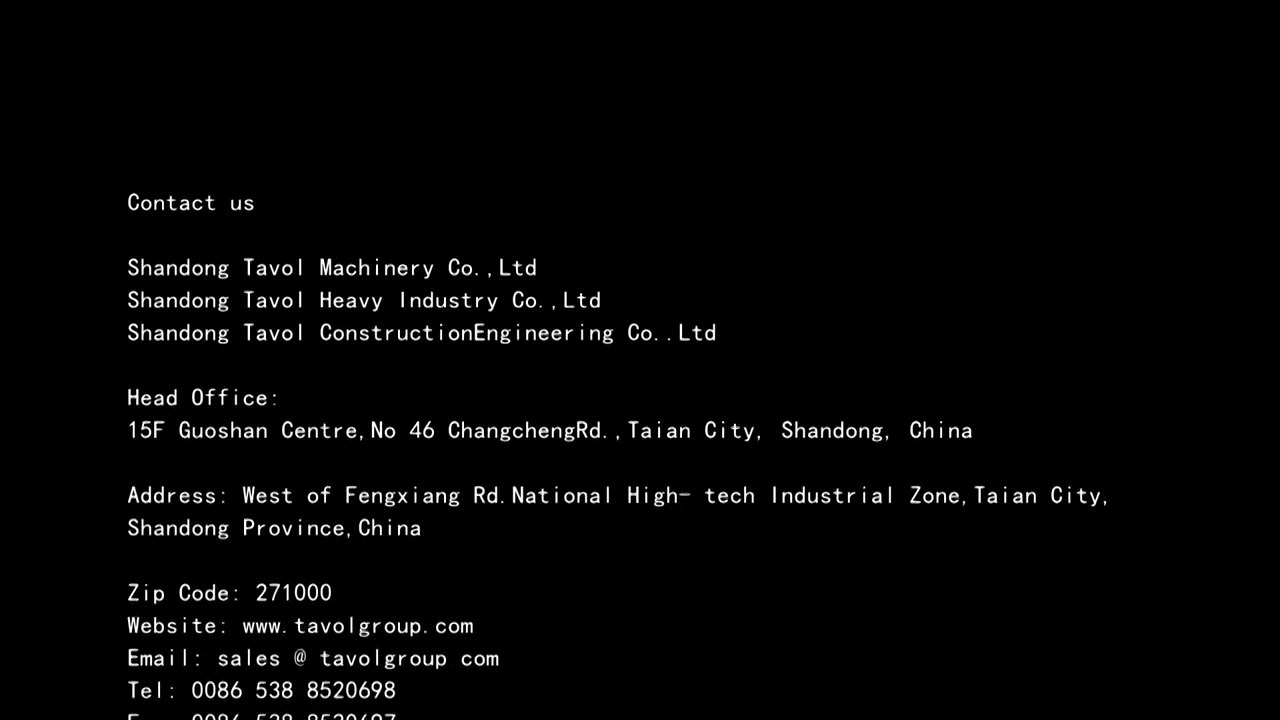 Contact us
Shandong Tavol Machinery Co.,Ltd
Shandong Tavol Heavy Industry Co.,Ltd
Shandong Tavol ConstructionEngineering Co..Ltd
Head Office:
15F Guoshan Centre,No 46 ChangchengRd.,Taian City, Shandong, China
Address: West of Fengxiang Rd.National High- tech Industrial Zone,Taian City,
Shandong Province,China
Zip Code: 271000
Website: www.tavolgroup.com
Email: sales @ tavolgroup com
Tel: 0086 538 8520698